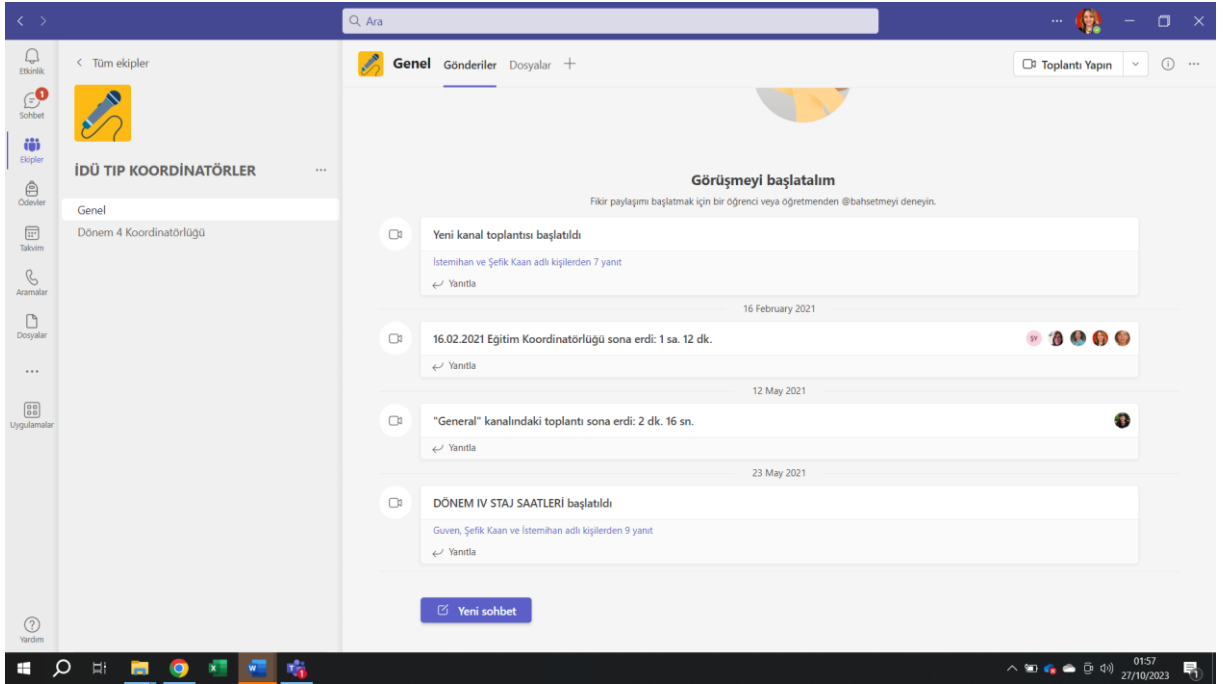 Ara
Etkinlik
Sohbet
1
Ekipler
Ödevler
Takvim
Aramalar
Dosyalar
Uygulamalar
Yardım
Tüm ekipler
İDÜ TIP KOORDİNATÖRLER
Genel
Dönem 4 Koordinatörlüğü
Genel Gönderiler Dosyalar
Toplantı Yapın
Görüşmeyi başlatalım
Fikir paylaşımı başlatmak için bir öğrenci veya öğretmenden @bahsetmeyi deneyin.
Yeni kanal toplantısı başlatıldı
İstemihan ve Şefik Kaan adlı kişilerden 7 yanıt
Yanıtla
16 February 2021
16.02.2021 Eğitim Koordinatörlüğü sona erdi: 1 sa. 12 dk.
SY
Yanıtla
12 May 2021
"General" kanalındaki toplantı sona erdi: 2 dk. 16 sn.
Yanıtla
23 May 2021
DÖNEM IV STAJ SAATLERİ başlatıldı
Guven, Şefik Kaan ve İstemihan adlı kişilerden 9 yanıt
Yanıtla
Yeni sohbet
01:57
27/10/2023